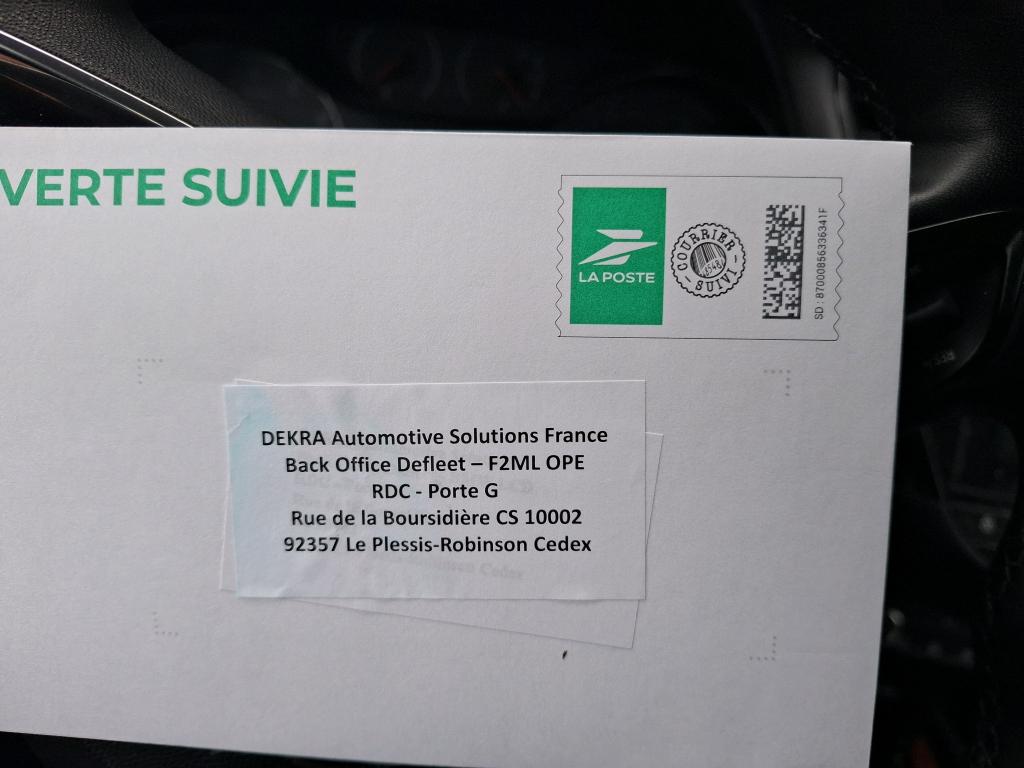 VERTE SUIVIE
LA POSTE
COURRIER
SUIVI
SD : 87000856336341F
DEKRA Automotive Solutions France
Back Office Defleet – F2ML OPE
RDC - Porte G
Rue de la Boursidière CS 10002
92357 Le Plessis-Robinson Cedex